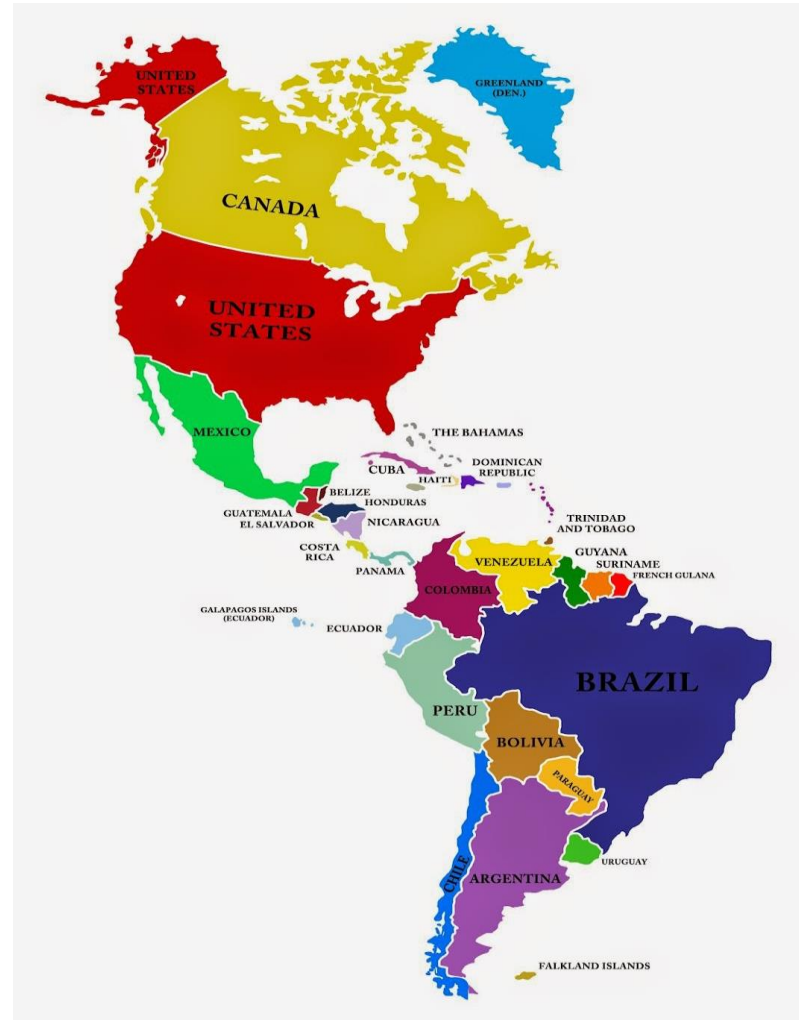 UNITED
STATES
GREENLAND
(DEN.)
CANADA
UNITED
STATES
MEXICO
THE BAHAMAS
CUBA
HAITI
DOMINICAN
REPUBLIC
BELIZE
HONDURAS
GUATEMALA
EL SALVADOR
NICARAGUA
TRINIDAD
AND TOBAGO
COSTA
RICA
PANAMA
VENEZUELA
GUYANA
SURINAME
FRENCH GUIANA
COLOMBIA
GALAPAGOS ISLANDS
(ECUADOR)
ECUADOR
BRAZIL
PERU
BOLIVIA
PARAGUAY
URUGUAY
CHILE
ARGENTINA
FALKLAND ISLANDS